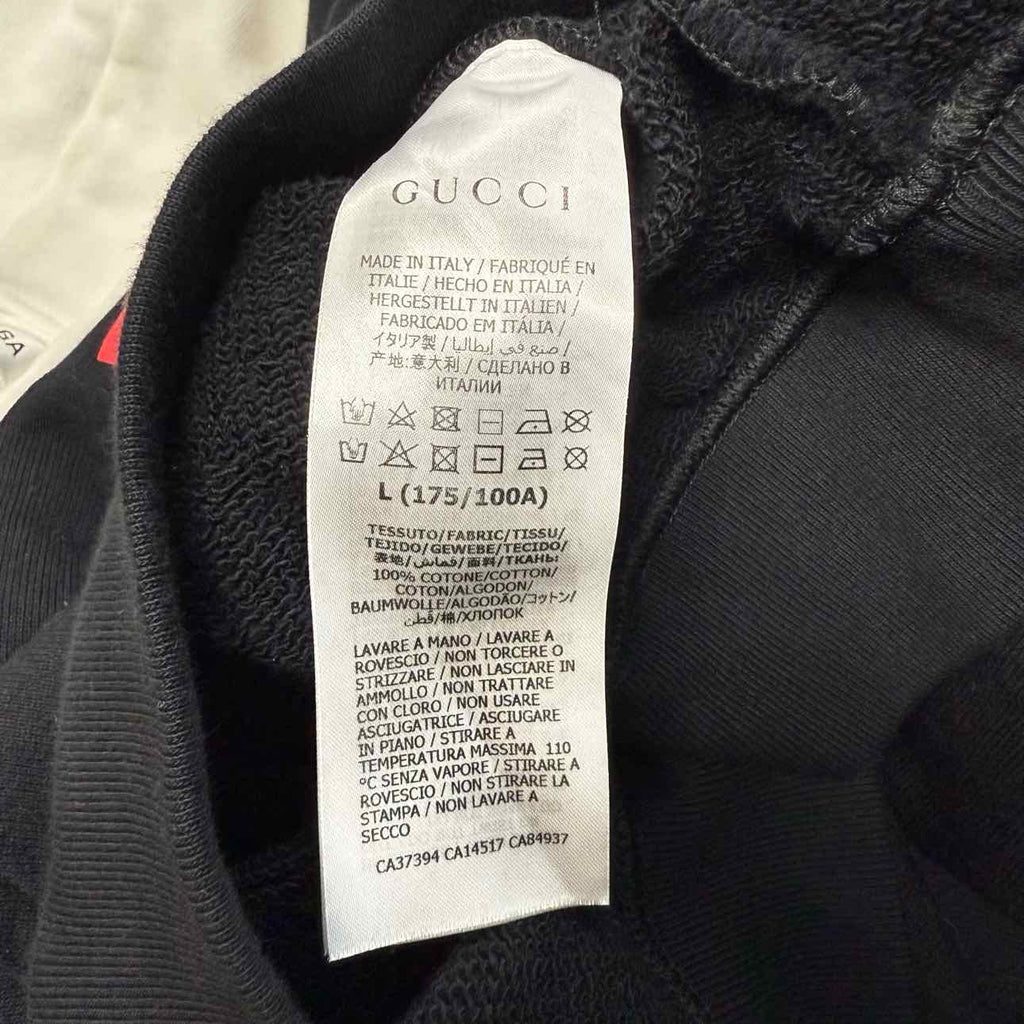 GUCCI
MADE IN ITALY / FABRIQUÉ EN
ITALIE / HECHO EN ITALIA /
HERGESTELLT IN ITALIEN /
FABRICADO EM ITÁLIA /
イタリア製 / صنع في إيطاليا /
产地:意大利 / СДЕЛАНО В
ИТАЛИИ
L (175/100A)
TESSUTO/FABRIC/TISSU/
TEJIDO/GEWEBE/TECIDO/
表地/قماش/面料/ТКАНЬ:
100% COTONE/COTTON/
COTON/ALGODON/
BAUMWOLLE/ALGODÃO/コットン/
قطن/棉/ХЛОПОК
LAVARE A MANO / LAVARE A
ROVESCIO / NON TORCERE O
STRIZZARE / NON LASCIARE IN
AMMOLLO / NON TRATTARE
CON CLORO / NON USARE
ASCIUGATRICE / ASCIUGARE
IN PIANO / STIRARE A
TEMPERATURA MASSIMA 110
°C SENZA VAPORE / STIRARE A
ROVESCIO / NON STIRARE LA
STAMPA / NON LAVARE A
SECCO
CA37394 CA14517 CA84937
GA